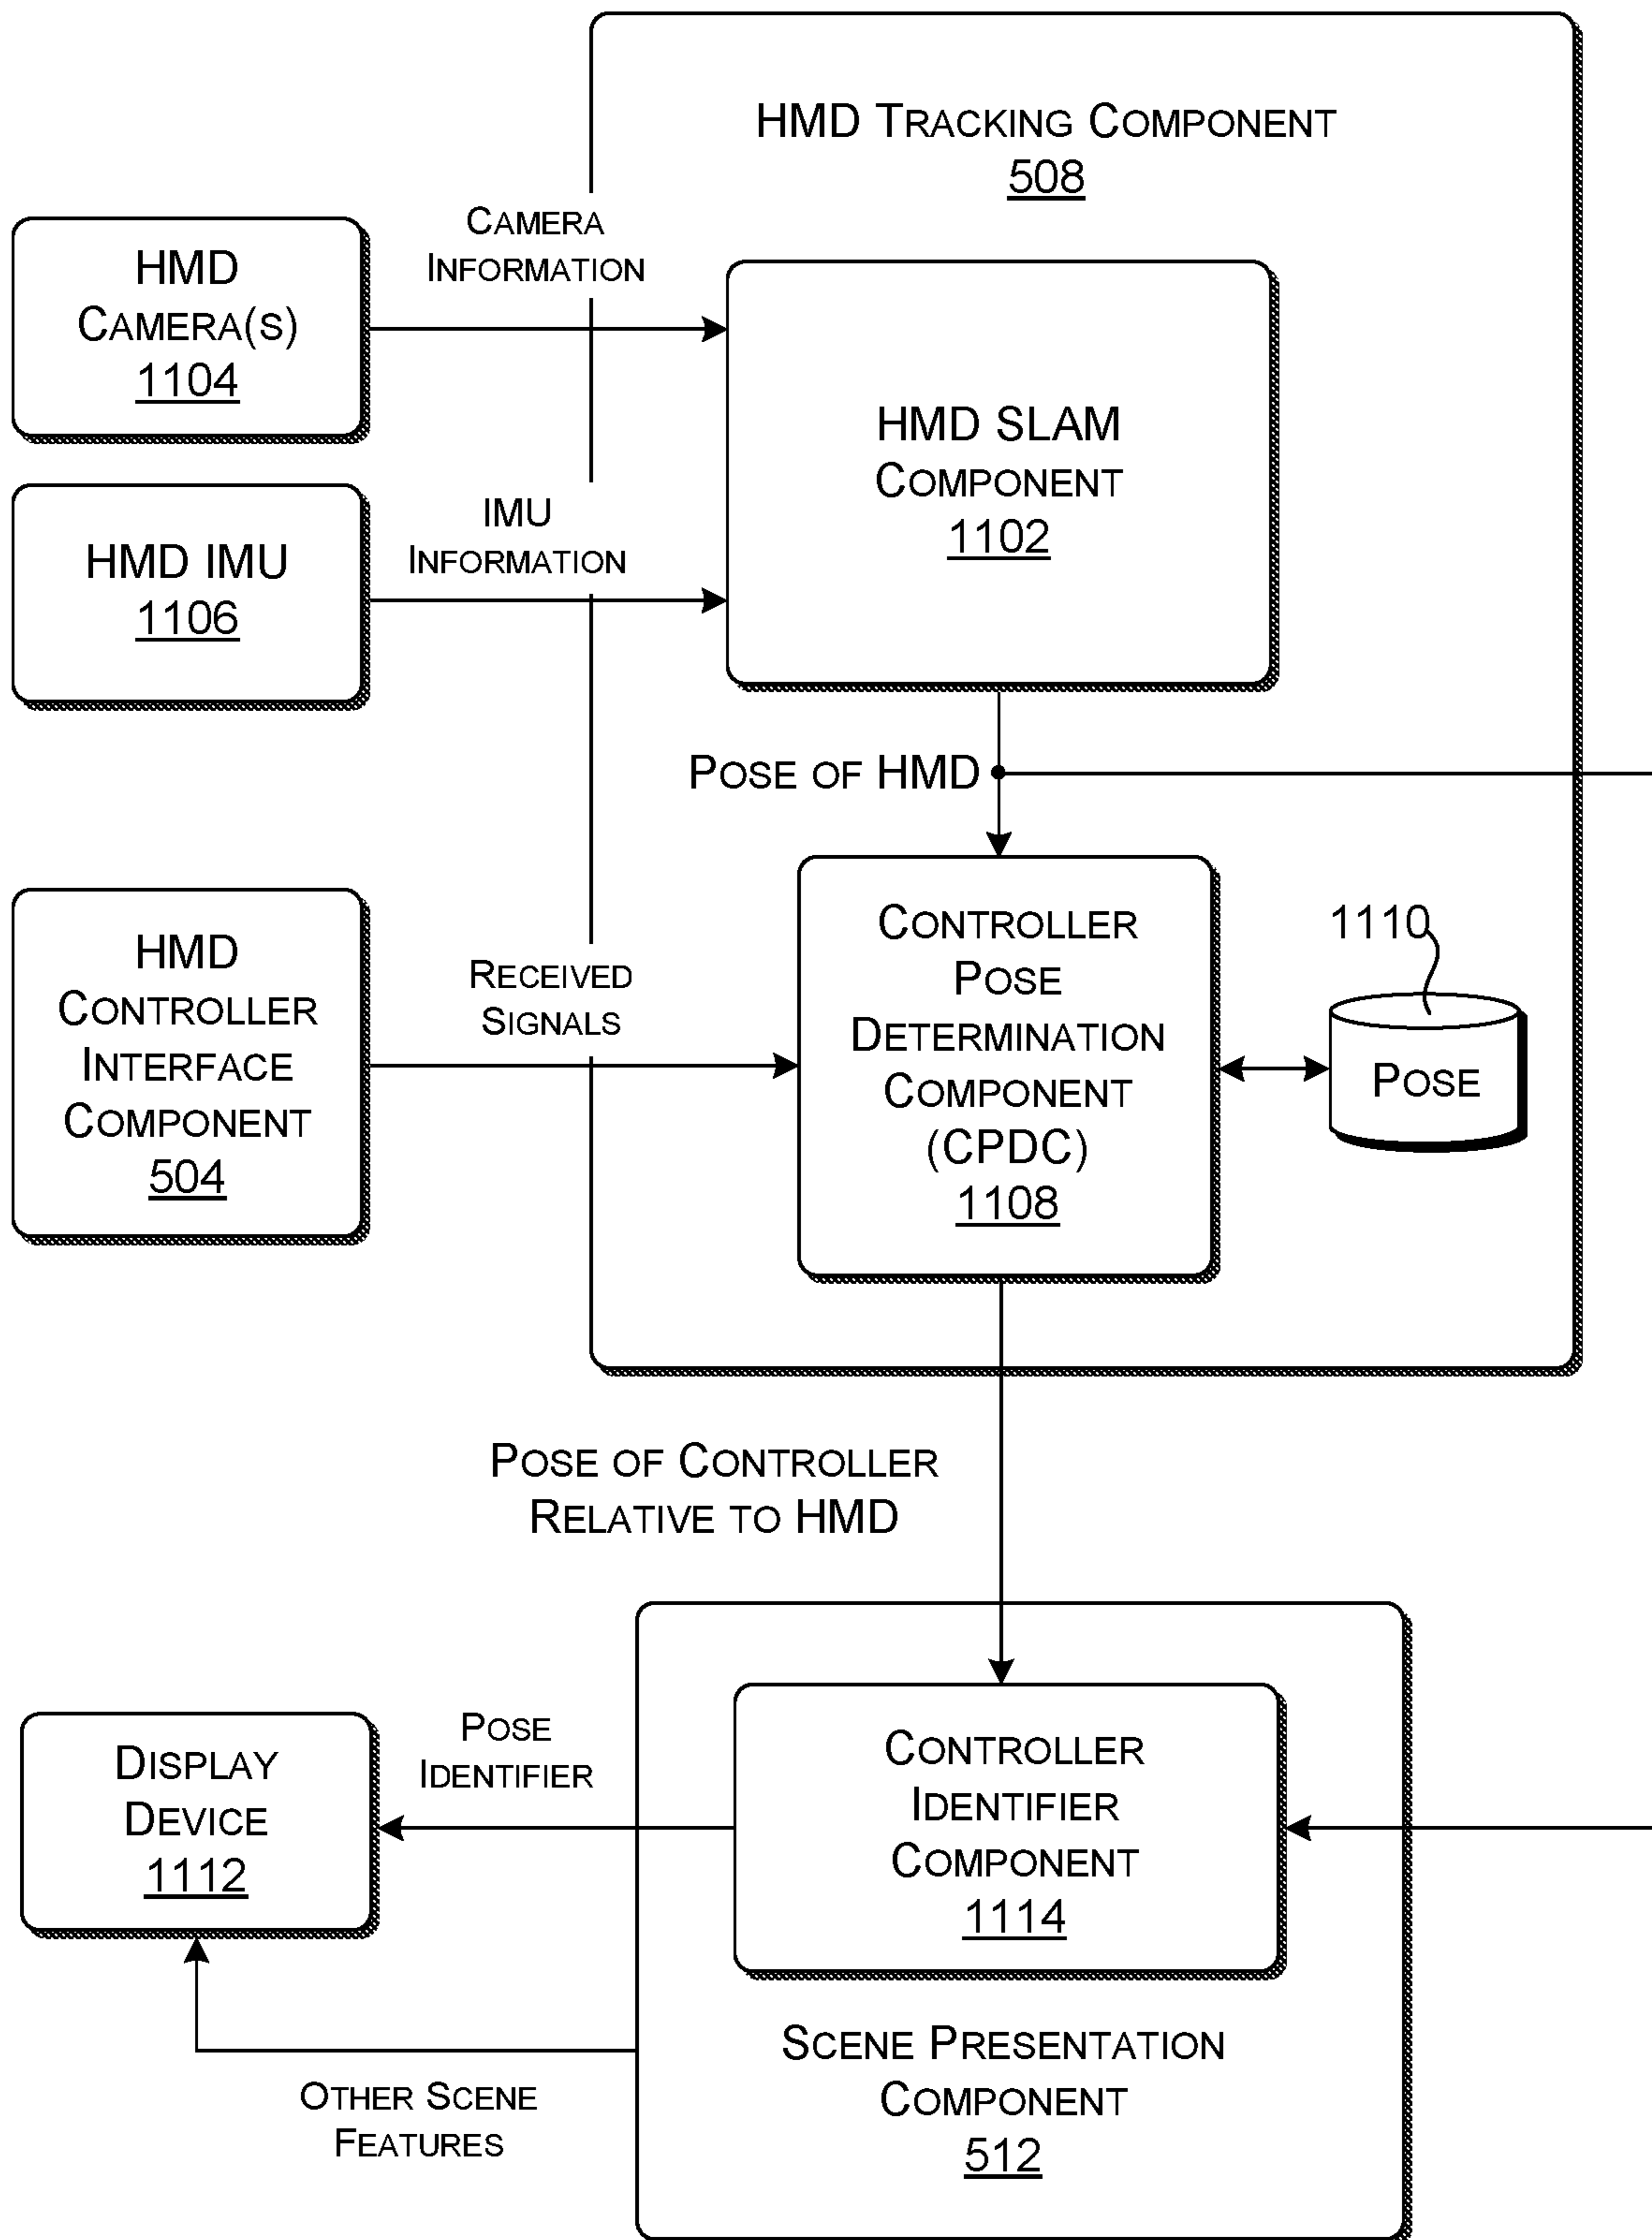 HMD TRACKING COMPONENT
508
HMD
CAMERA(S)
1104
CAMERA
INFORMATION
HMD SLAM
COMPONENT
1102
HMD IMU
1106
IMU
INFORMATION
POSE OF HMD
HMD
CONTROLLER
INTERFACE
COMPONENT
504
RECEIVED
SIGNALS
CONTROLLER
POSE
DETERMINATION
COMPONENT
(CPDC)
1108
1110
POSE
POSE OF CONTROLLER
RELATIVE TO HMD
DISPLAY
DEVICE
1112
POSE
IDENTIFIER
CONTROLLER
IDENTIFIER
COMPONENT
1114
OTHER SCENE
FEATURES
SCENE PRESENTATION
COMPONENT
512